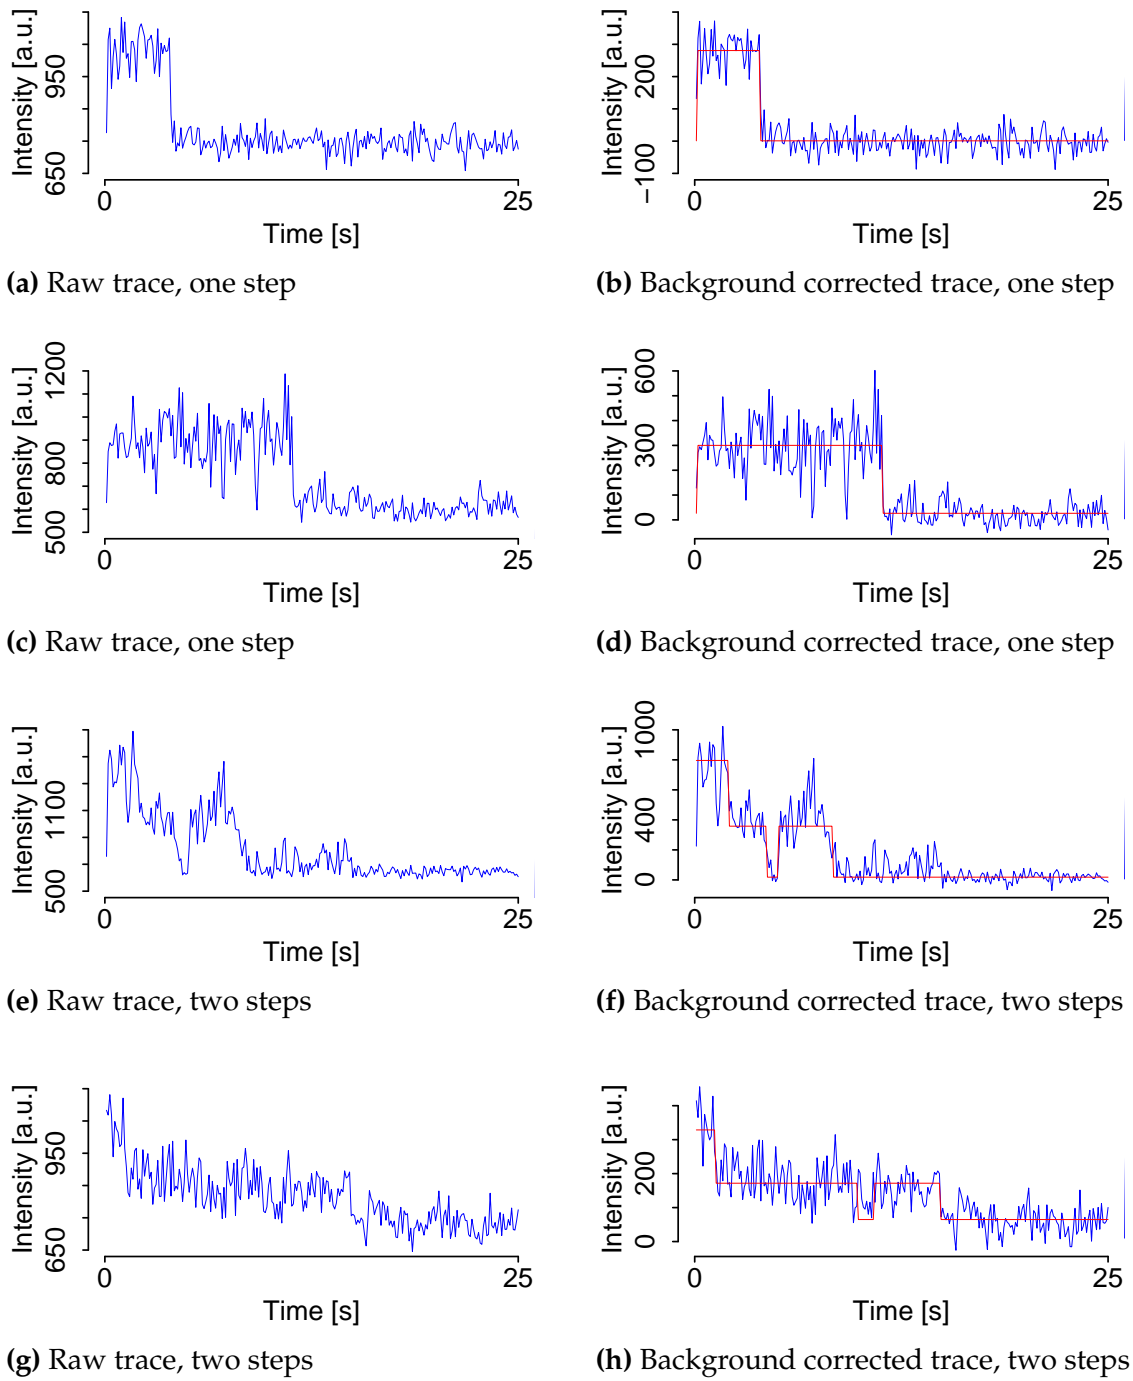 Intensity [a.u.]
650 950
0 25
Time [s]
(a) Raw trace, one step
Intensity [a.u.]
−100 200
0 25
Time [s]
(b) Background corrected trace, one step
Intensity [a.u.]
500 800 1200
0 25
Time [s]
(c) Raw trace, one step
Intensity [a.u.]
0 300 600
0 25
Time [s]
(d) Background corrected trace, one step
Intensity [a.u.]
500 1100
0 25
Time [s]
(e) Raw trace, two steps
Intensity [a.u.]
0 400 1000
0 25
Time [s]
(f) Background corrected trace, two steps
Intensity [a.u.]
650 950
0 25
Time [s]
(g) Raw trace, two steps
Intensity [a.u.]
0 200
0 25
Time [s]
(h) Background corrected trace, two steps